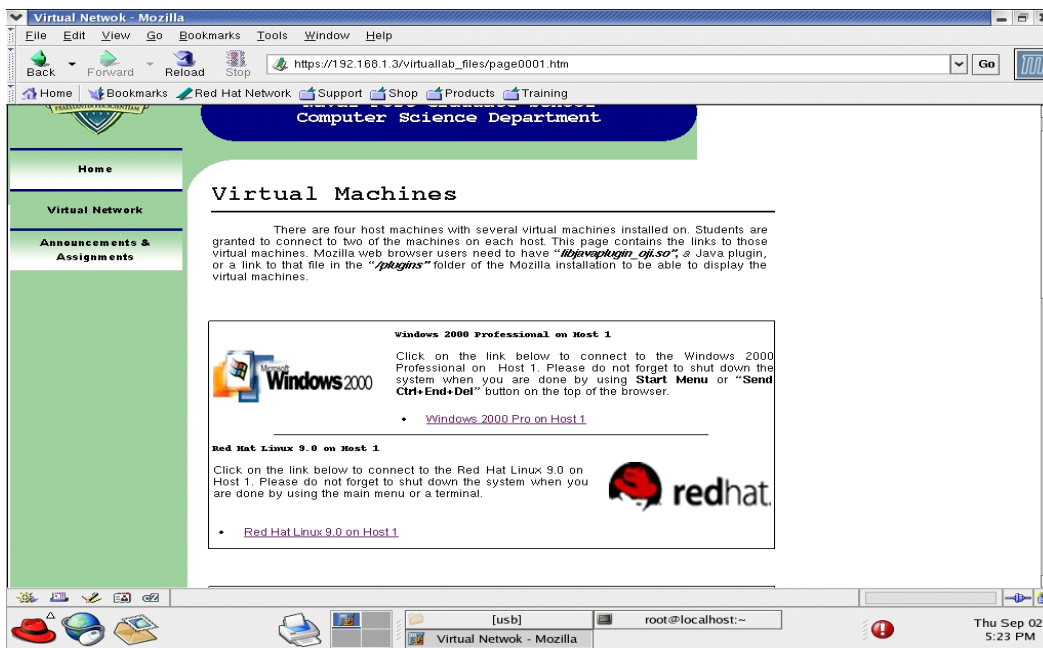 Virtual Netwok - Mozilla
File Edit View Go Bookmarks Tools Window Help
Back Forward Reload Stop https://192.168.1.3/virtuallab_files/page0001.htm Go
Home Bookmarks Red Hat Network Support Shop Products Training
PRAESTANTIA PER SCIENTIAM
Naval Post Graduate School
Computer Science Department
Home
Virtual Network
Announcements &
Assignments
Virtual Machines
There are four host machines with several virtual machines installed on. Students are
granted to connect to two of the machines on each host. This page contains the links to those
virtual machines. Mozilla web browser users need to have “libjavaplugin_oji.so”, a Java plugin,
or a link to that file in the “/plugins” folder of the Mozilla installation to be able to display the
virtual machines.
Windows 2000 Professional on Host 1
Microsoft
Windows 2000
Click on the link below to connect to the Windows 2000
Professional on Host 1. Please do not forget to shut down the
system when you are done by using Start Menu or “Send
Ctrl+End+Del” button on the top of the browser.
• Windows 2000 Pro on Host 1
Red Hat Linux 9.0 on Host 1
Click on the link below to connect to the Red Hat Linux 9.0 on
Host 1. Please do not forget to shut down the system when you
are done by using the main menu or a terminal.
redhat.
• Red Hat Linux 9.0 on Host 1
[usb] root@localhost:~
Virtual Netwok - Mozilla
Thu Sep 02
5:23 PM